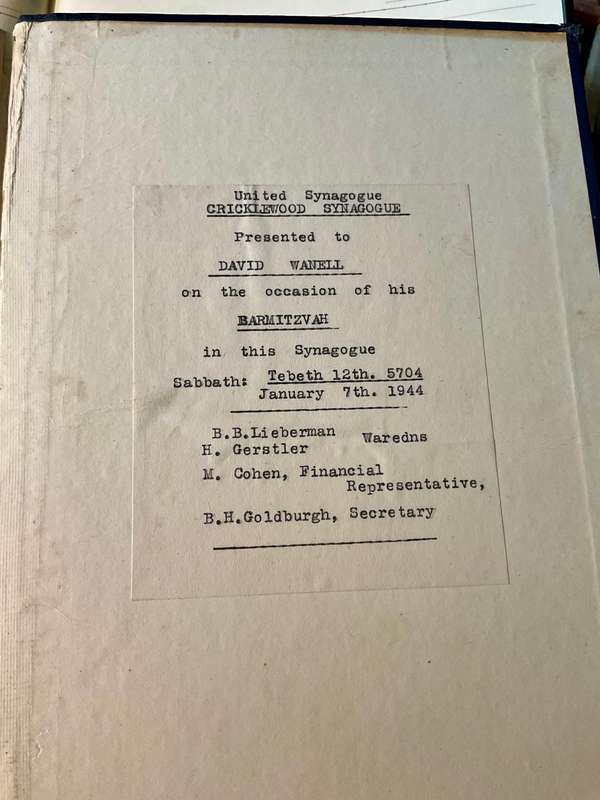 United Synagogue
CRICKLEWOOD SYNAGOGUE
Presented to
DAVID WANELL
on the occasion of his
BARMITZVAH
in this Synagogue
Sabbath: Tebeth 12th. 5704
January 7th. 1944
B.B.Lieberman
Waredns
H. Gerstler
M. Cohen, Financial
Representative,
B.H.Goldburgh, Secretary